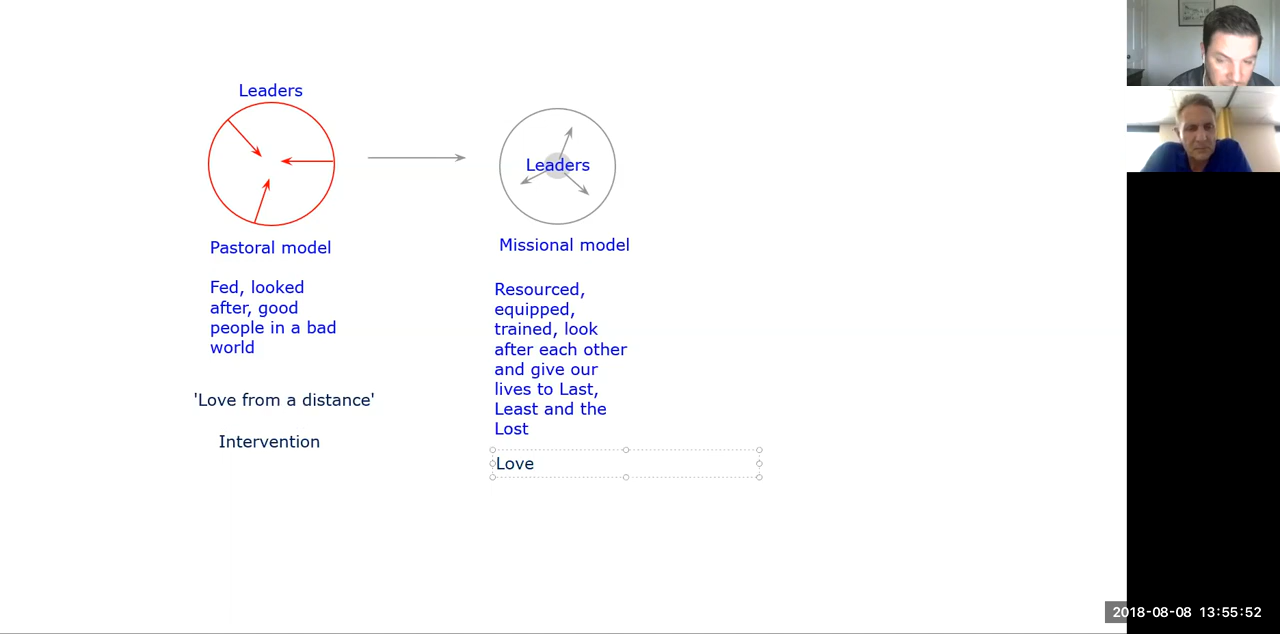 Leaders
Pastoral model
Fed, looked
after, good
people in a bad
world
'Love from a distance'
Intervention
Leaders
Missional model
Resourced,
equipped,
trained, look
after each other
and give our
lives to Last,
Least and the
Lost
Love
2018-08-08 13:55:52